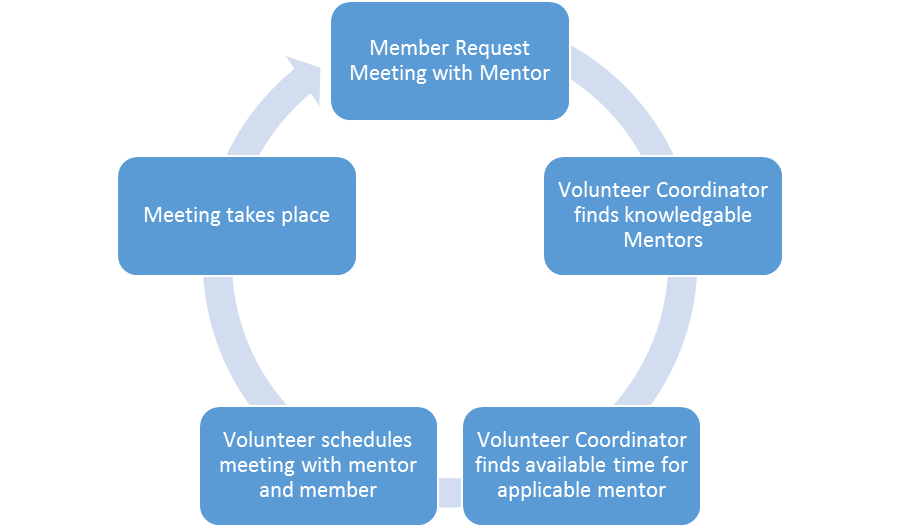 Member Request
Meeting with Mentor
Volunteer Coordinator
finds knowledgable
Mentors
Volunteer Coordinator
finds available time for
applicable mentor
Volunteer schedules
meeting with mentor
and member
Meeting takes place